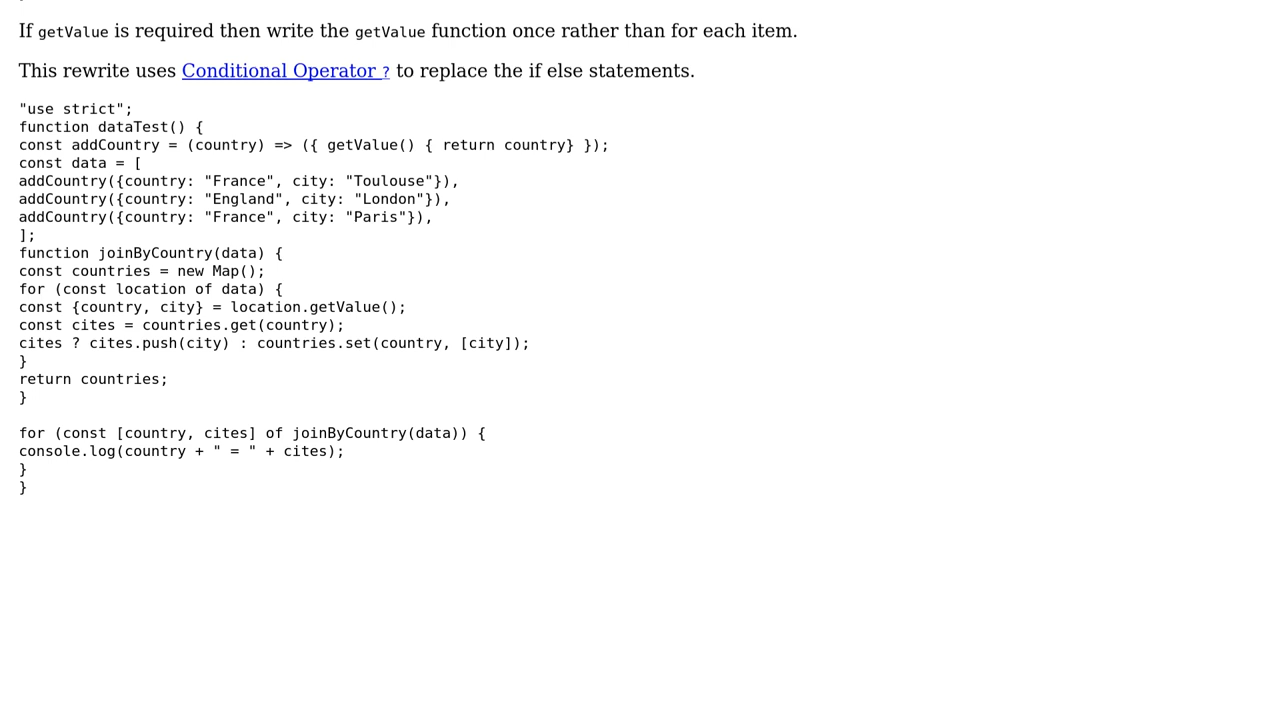 If getValue is required then write the getValue function once rather than for each item.
This rewrite uses Conditional Operator ? to replace the if else statements.
"use strict";
function dataTest() {
const addCountry = (country) => ({ getValue() { return country} });
const data = [
addCountry({country: "France", city: "Toulouse"}),
addCountry({country: "England", city: "London"}),
addCountry({country: "France", city: "Paris"}),
];
function joinByCountry(data) {
const countries = new Map();
for (const location of data) {
const {country, city} = location.getValue();
const cites = countries.get(country);
cites ? cites.push(city) : countries.set(country, [city]);
}
return countries;
}
for (const [country, cites] of joinByCountry(data)) {
console.log(country + " = " + cites);
}
}